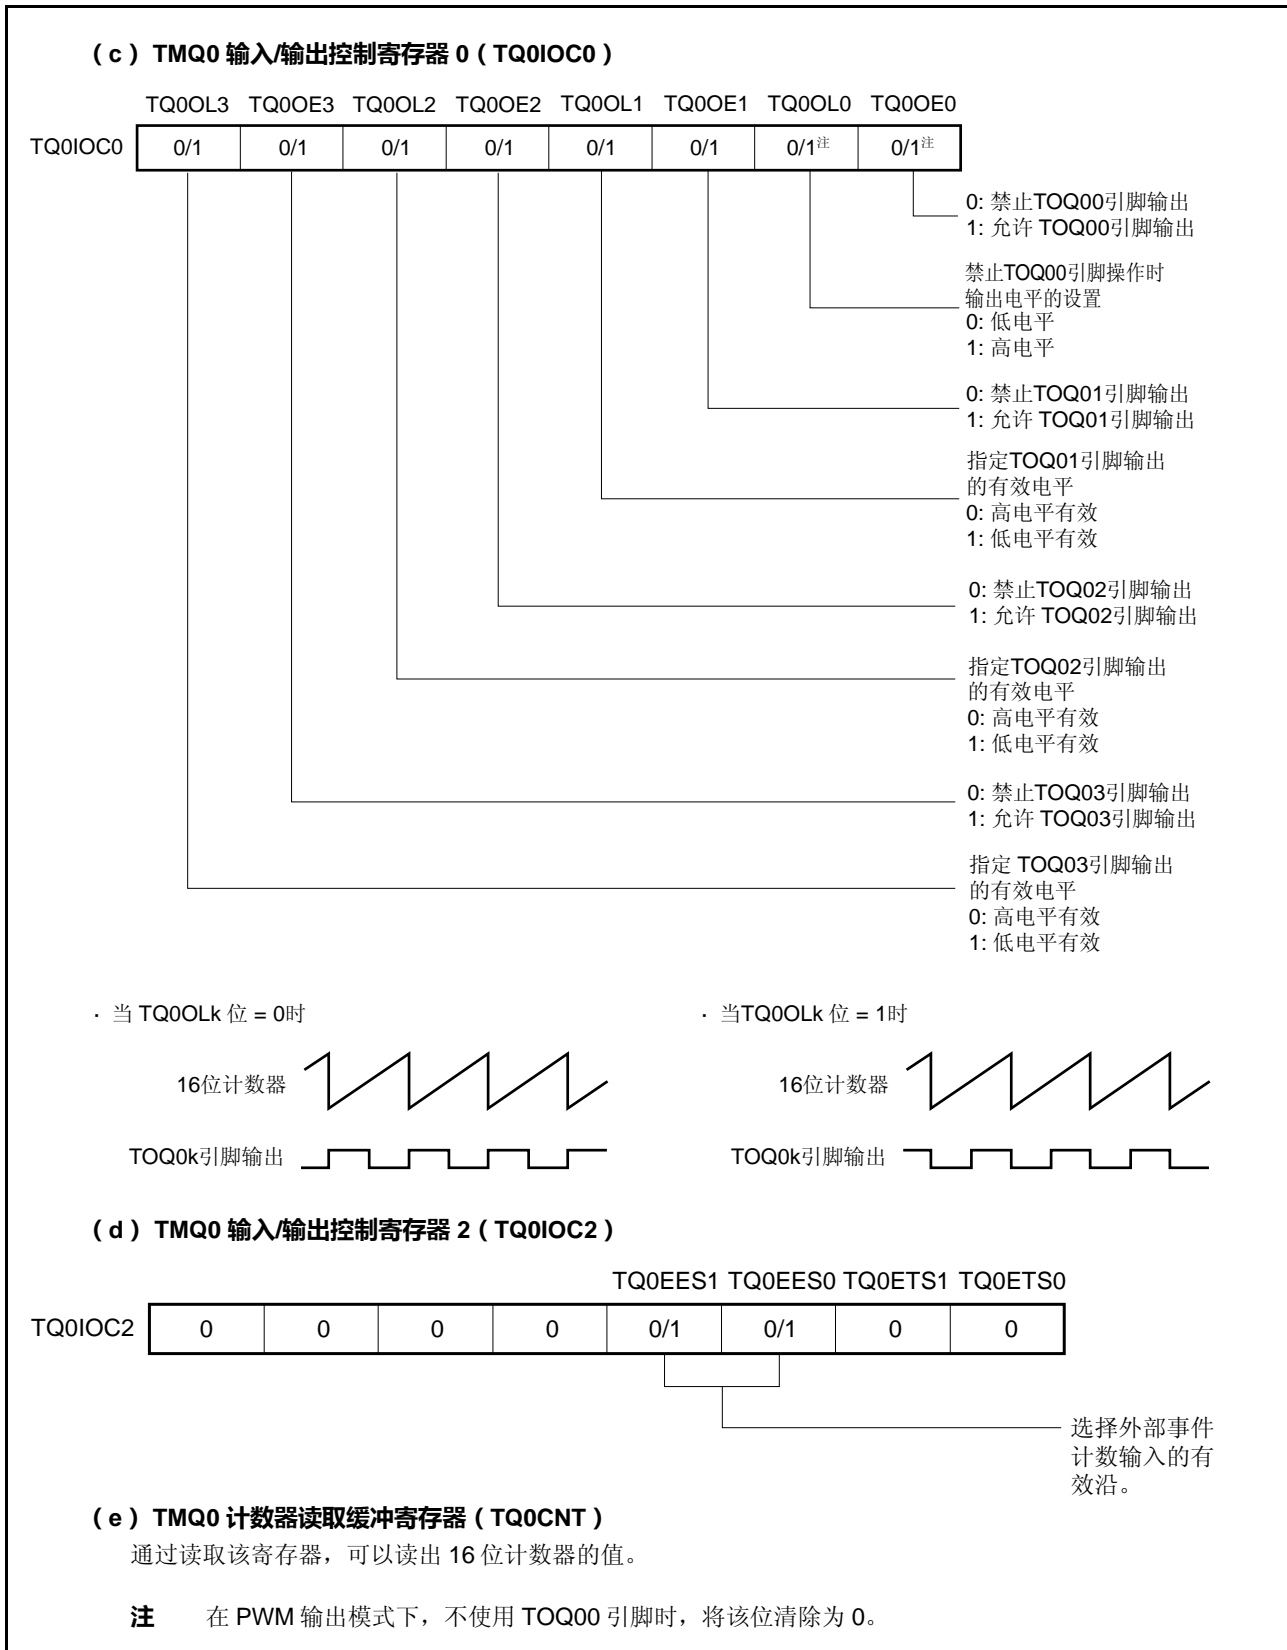 （c） TMQ0 输入/输出控制寄存器 0（TQ0IOC0）
TQ0OL3 TQ0OE3 TQ0OL2 TQ0OE2 TQ0OL1 TQ0OE1 TQ0OL0 TQ0OE0
TQ0IOC0 0/1 0/1 0/1 0/1 0/1 0/1 0/1注 0/1注
0: 禁止TOQ00引脚输出
1: 允许 TOQ00引脚输出
禁止TOQ00引脚操作时
输出电平的设置
0: 低电平
1: 高电平
0: 禁止TOQ01引脚输出
1: 允许 TOQ01引脚输出
指定TOQ01引脚输出
的有效电平
0: 高电平有效
1: 低电平有效
0: 禁止TOQ02引脚输出
1: 允许 TOQ02引脚输出
指定TOQ02引脚输出
的有效电平
0: 高电平有效
1: 低电平有效
0: 禁止TOQ03引脚输出
1: 允许 TOQ03引脚输出
指定 TOQ03引脚输出
的有效电平
0: 高电平有效
1: 低电平有效
· 当 TQ0OLk 位 = 0时
16位计数器
TOQ0k引脚输出
· 当TQ0OLk 位 = 1时
16位计数器
TOQ0k引脚输出
（d） TMQ0 输入/输出控制寄存器 2（TQ0IOC2）
TQ0EES1 TQ0EES0 TQ0ETS1 TQ0ETS0
TQ0IOC2 0 0 0 0 0/1 0/1 0 0
选择外部事件
计数输入的有
效沿。
（e） TMQ0 计数器读取缓冲寄存器（TQ0CNT）
通过读取该寄存器，可以读出 16 位计数器的值。
注 在 PWM 输出模式下，不使用 TOQ00 引脚时，将该位清除为 0。